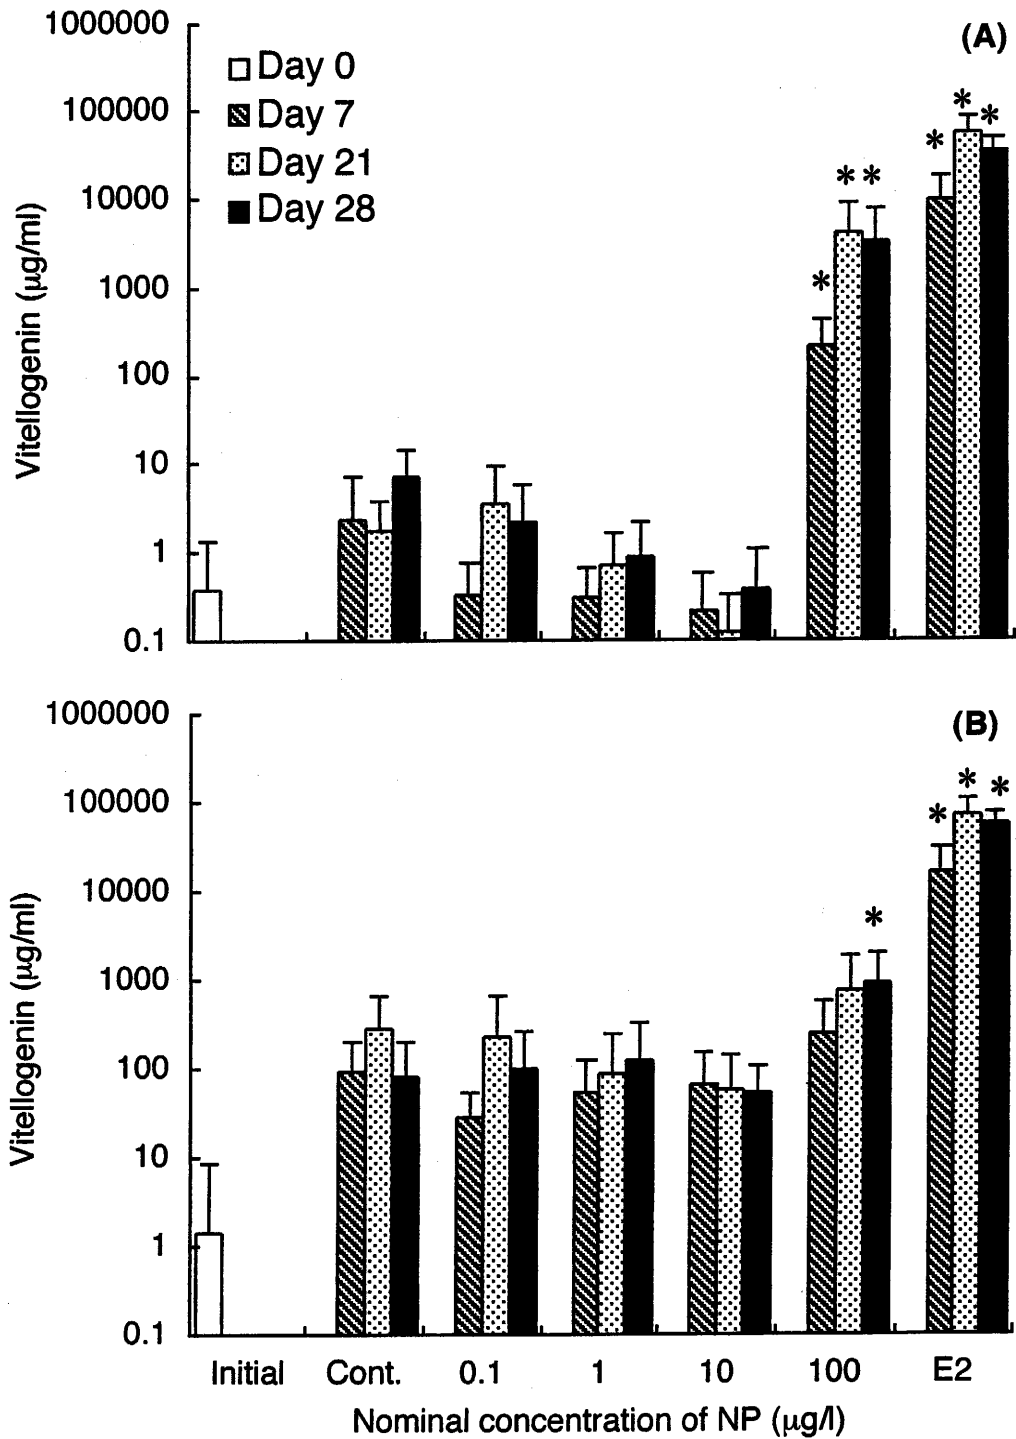 1000000
(A)
Day 0
100000
Day 7
Day 21
10000
Day 28
1000
100
10
1
0.1
Vitellogenin (μg/ml)
* * * * * *
1000000
(B)
100000
10000
1000
100
10
1
0.1
Vitellogenin (μg/ml)
* * * *
Initial Cont. 0.1 1 10 100 E2
Nominal concentration of NP (μg/l)